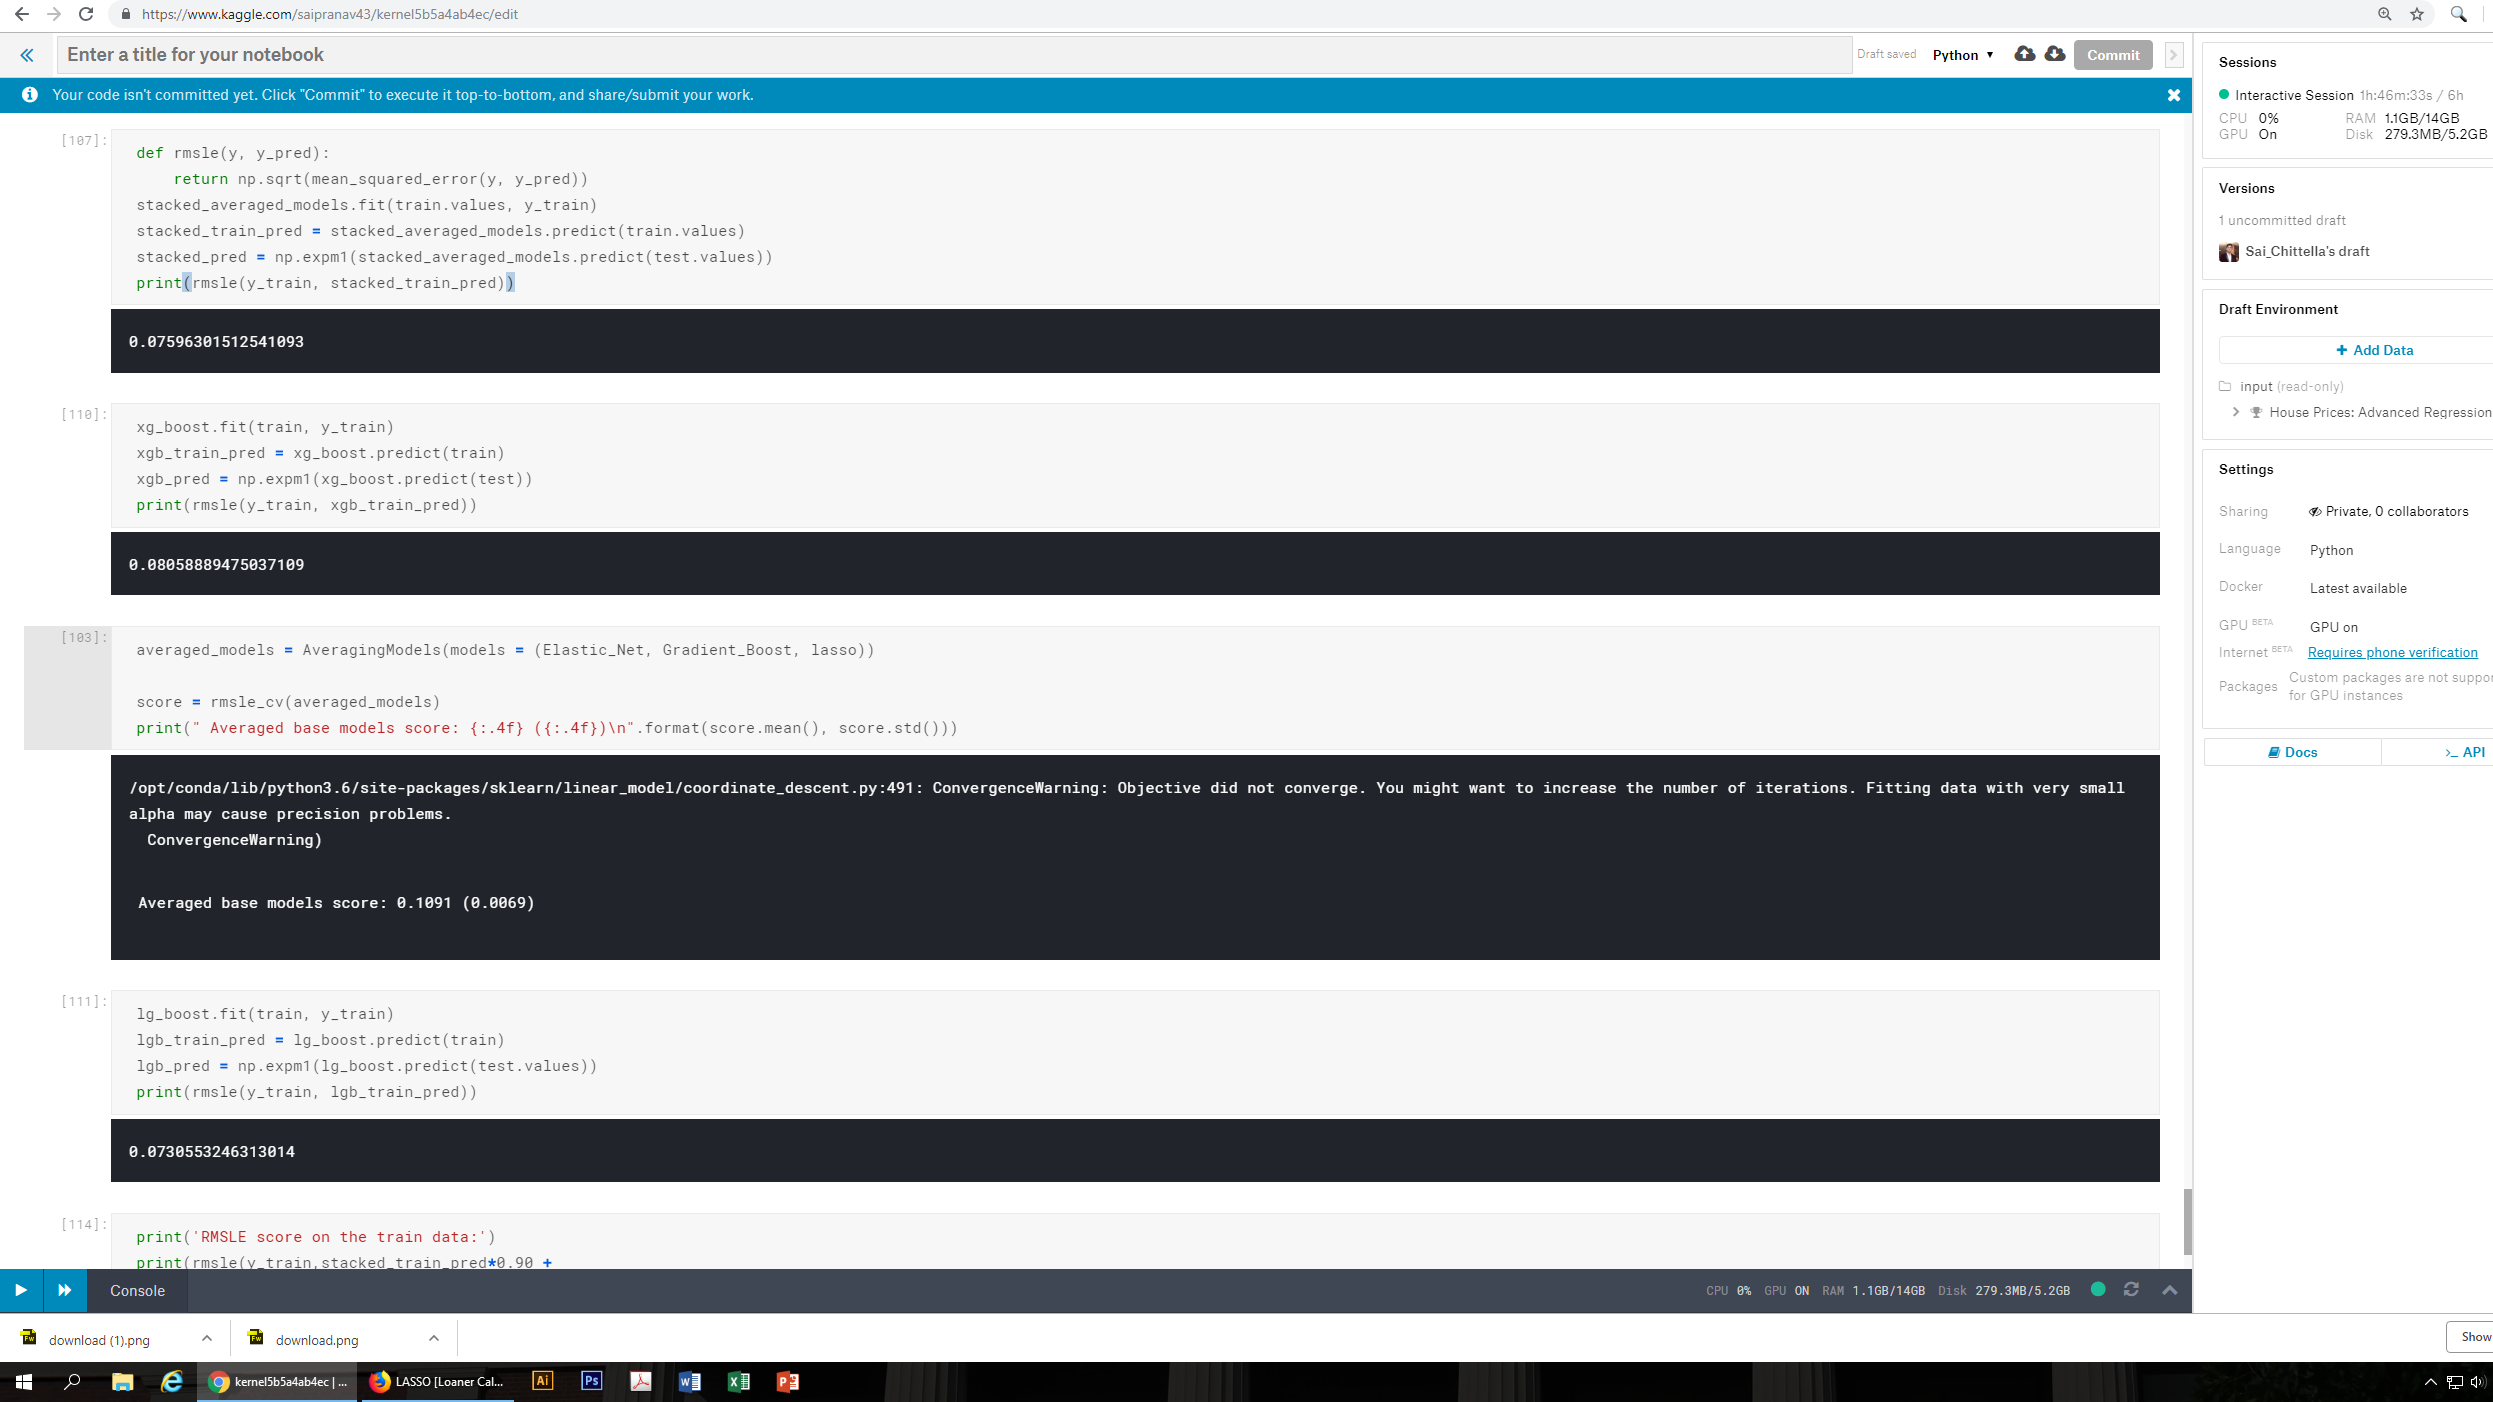 https://www.kaggle.com/saipranav43/kernel5b5a4ab4ec/edit
Enter a title for your notebook
Draft saved
Python
Commit
Your code isn't committed yet. Click "Commit" to execute it top-to-bottom, and share/submit your work.
[107]:
def rmsle(y, y_pred):
    return np.sqrt(mean_squared_error(y, y_pred))
stacked_averaged_models.fit(train.values, y_train)
stacked_train_pred = stacked_averaged_models.predict(train.values)
stacked_pred = np.expm1(stacked_averaged_models.predict(test.values))
print(rmsle(y_train, stacked_train_pred))
0.07596301512541093
[110]:
xg_boost.fit(train, y_train)
xgb_train_pred = xg_boost.predict(train)
xgb_pred = np.expm1(xg_boost.predict(test))
print(rmsle(y_train, xgb_train_pred))
0.08058889475037109
[103]:
averaged_models = AveragingModels(models = (Elastic_Net, Gradient_Boost, lasso))
score = rmsle_cv(averaged_models)
print(" Averaged base models score: {:.4f} ({:.4f})\n".format(score.mean(), score.std()))
/opt/conda/lib/python3.6/site-packages/sklearn/linear_model/coordinate_descent.py:491: ConvergenceWarning: Objective did not converge. You might want to increase the number of iterations. Fitting data with very small
alpha may cause precision problems.
  ConvergenceWarning)
Averaged base models score: 0.1091 (0.0069)
[111]:
lg_boost.fit(train, y_train)
lgb_train_pred = lg_boost.predict(train)
lgb_pred = np.expm1(lg_boost.predict(test.values))
print(rmsle(y_train, lgb_train_pred))
0.0730553246313014
[114]:
print('RMSLE score on the train data:')
print(rmsle(y_train,stacked_train_pred*0.90 +
Console
CPU 0% GPU ON RAM 1.1GB/14GB Disk 279.3MB/5.2GB
Sessions
Interactive Session 1h:46m:33s / 6h
CPU 0% RAM 1.1GB/14GB
GPU On Disk 279.3MB/5.2GB
Versions
1 uncommitted draft
Sai_Chittella's draft
Draft Environment
+ Add Data
input (read-only)
House Prices: Advanced Regression
Settings
Sharing Private, 0 collaborators
Language Python
Docker Latest available
GPU BETA GPU on
Internet BETA Requires phone verification
Packages Custom packages are not suppor
for GPU instances
Docs
>_ API
download (1).png
download.png
Show
kernel5b5a4ab4ec | ...
LASSO [Loaner Cal...
Ai
Ps